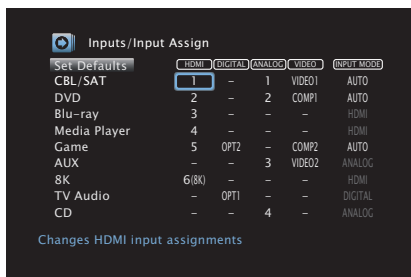 Inputs/Input Assign
Set Defaults HDMI DIGITAL ANALOG VIDEO INPUT MODE
CBL/SAT 1 – 1 VIDEO1 AUTO
DVD 2 – 2 COMP1 AUTO
Blu-ray 3 – – – HDMI
Media Player 4 – – – HDMI
Game 5 OPT2 – COMP2 AUTO
AUX – – 3 VIDEO2 ANALOG
8K 6(8K) – – – HDMI
TV Audio – OPT1 – – DIGITAL
CD – – 4 – ANALOG
Changes HDMI input assignments